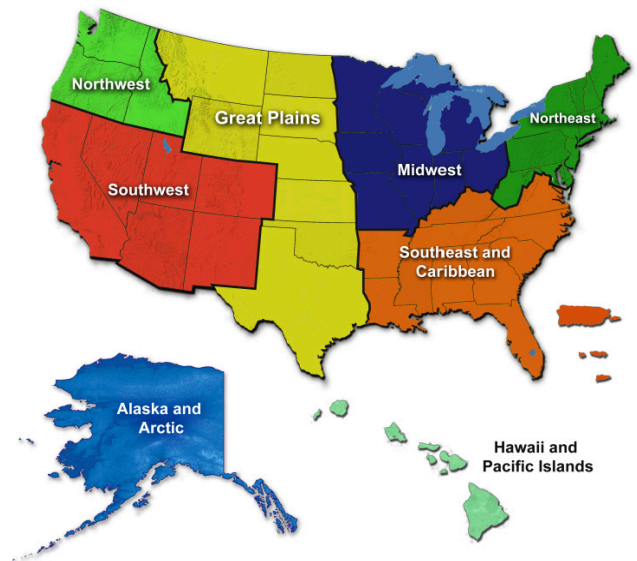 Northwest
Great Plains
Northeast
Midwest
Southwest
Southeast and
Caribbean
Alaska and
Arctic
Hawaii and
Pacific Islands